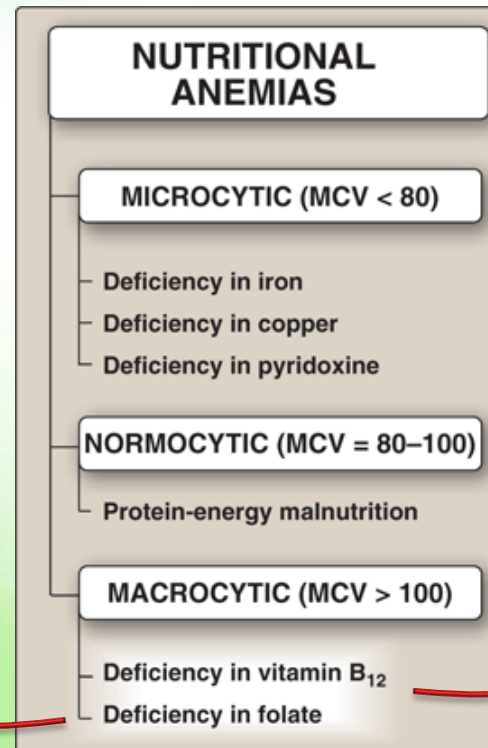 NUTRITIONAL
ANEMIAS
MICROCYTIC (MCV < 80)
Deficiency in iron
Deficiency in copper
Deficiency in pyridoxine
NORMOCYTIC (MCV = 80–100)
Protein-energy malnutrition
MACROCYTIC (MCV > 100)
Deficiency in vitamin B₁₂
Deficiency in folate